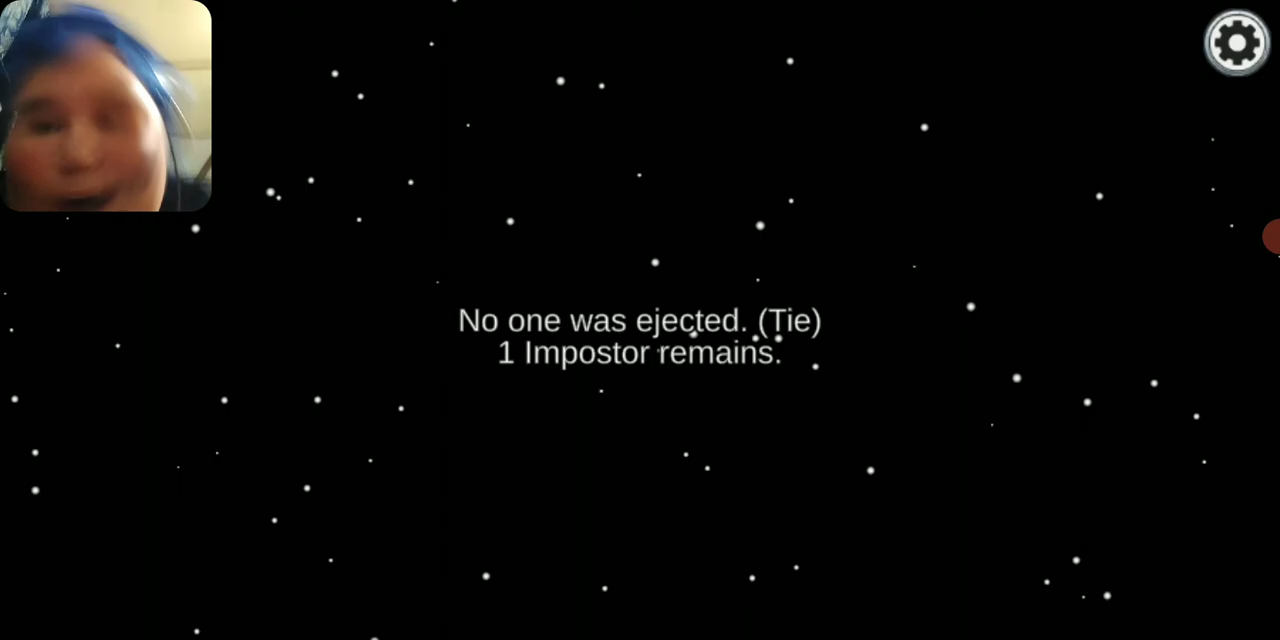 No one was ejected. (Tie)
1 Impostor remains.